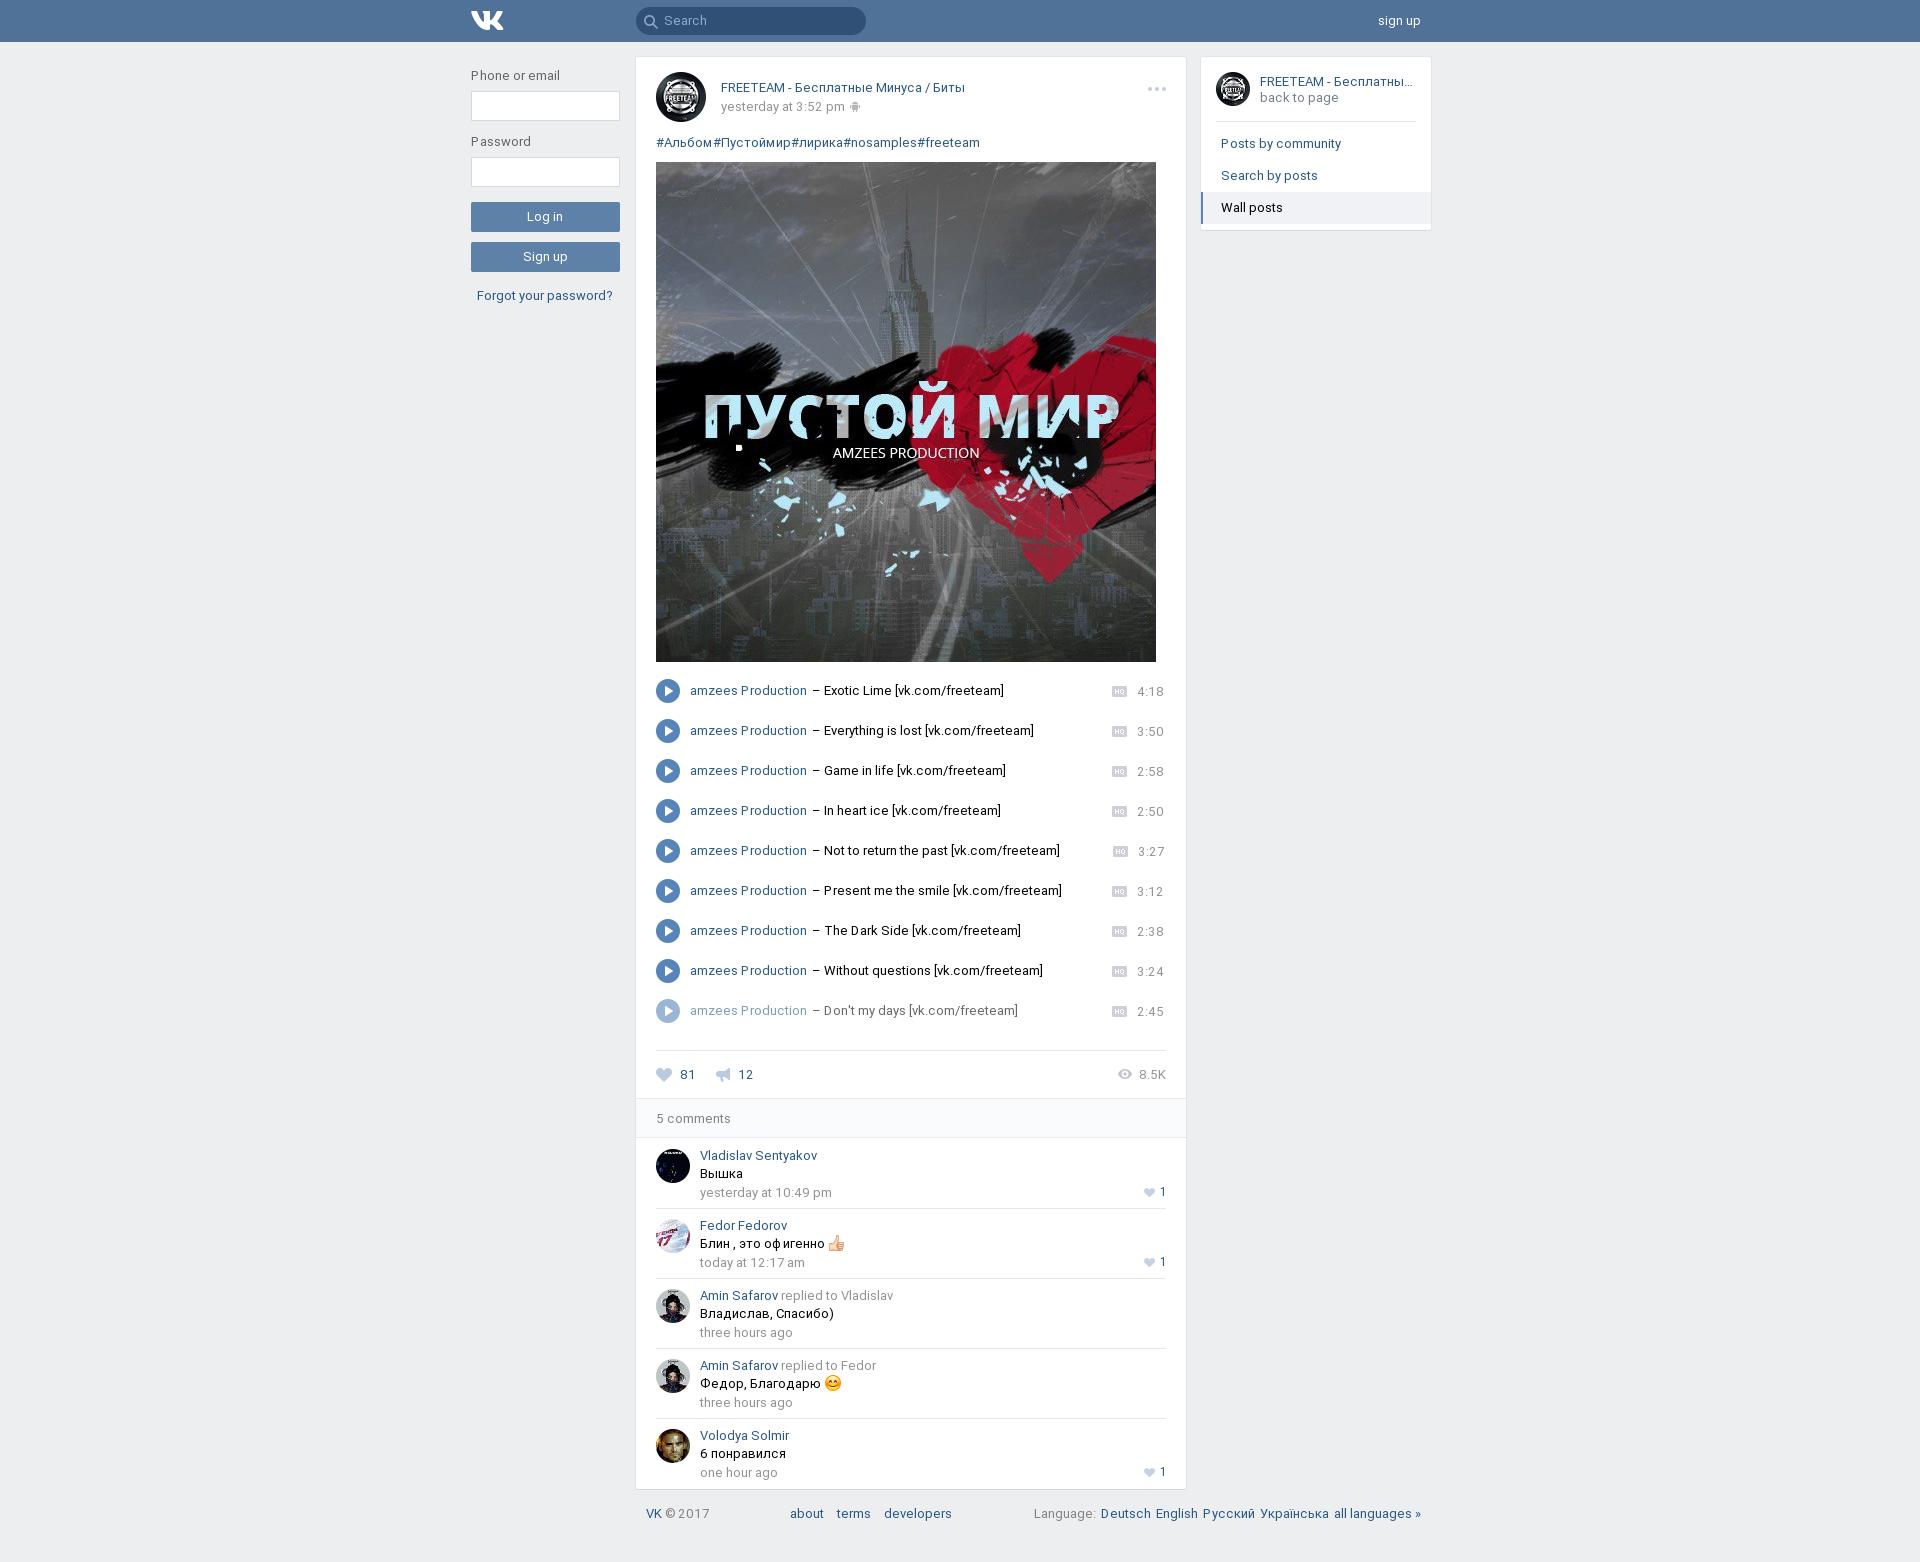 Search
sign up
Phone or email
Password
Log in
Sign up
Forgot your password?
FREETEAM - Бесплатные Минуса / Биты
yesterday at 3:52 pm
#Альбом#Пустоймир#лирика#nosamples#freeteam
ПУСТОЙ МИР
AMZEES PRODUCTION
amzees Production – Exotic Lime [vk.com/freeteam] HQ 4:18
amzees Production – Everything is lost [vk.com/freeteam] HQ 3:50
amzees Production – Game in life [vk.com/freeteam] HQ 2:58
amzees Production – In heart ice [vk.com/freeteam] HQ 2:50
amzees Production – Not to return the past [vk.com/freeteam] HQ 3:27
amzees Production – Present me the smile [vk.com/freeteam] HQ 3:12
amzees Production – The Dark Side [vk.com/freeteam] HQ 2:38
amzees Production – Without questions [vk.com/freeteam] HQ 3:24
amzees Production – Don't my days [vk.com/freeteam] HQ 2:45
81 12 8.5K
5 comments
Vladislav Sentyakov
Вышка
yesterday at 10:49 pm 1
Fedor Fedorov
Блин , это офигенно 👍
today at 12:17 am 1
Amin Safarov replied to Vladislav
Владислав, Спасибо)
three hours ago
Amin Safarov replied to Fedor
Федор, Благодарю 😊
three hours ago
Volodya Solmir
6 понравился
one hour ago 1
FREETEAM - Бесплатны...
back to page
Posts by community
Search by posts
Wall posts
VK © 2017 about terms developers Language: Deutsch English Русский Українська all languages »